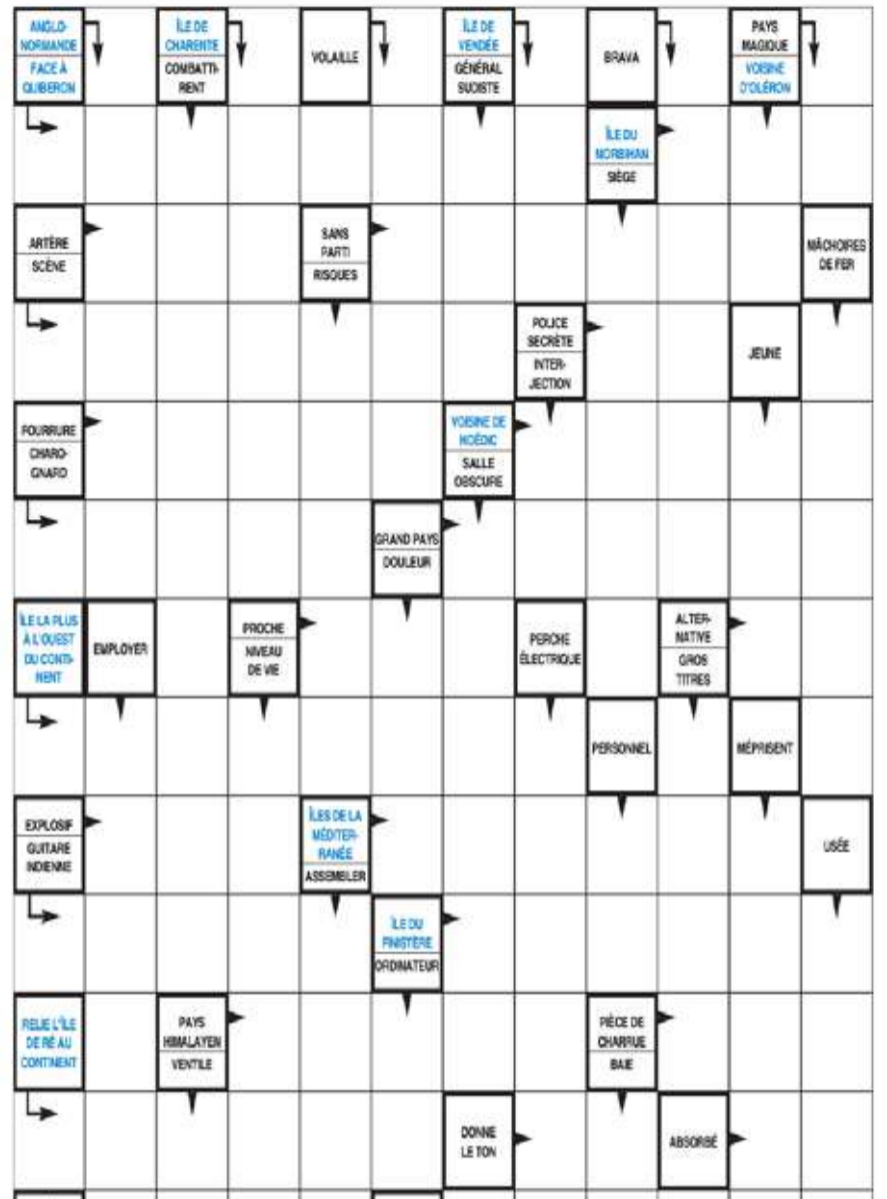 ANGLO-
NORMANDE
FACE À
QUIBERON
ÎLE DE
CHARENTE
COMBATTI-
RENT
VOLAILLE
ÎLE DE
VENDÉE
GÉNÉRAL
SUDISTE
BRAVA
PAYS
MAGIQUE
VOISINE
D'OLÉRON
ÎLE DU
MORBIHAN
SIÈGE
ARTÈRE
SCÈNE
SANS
PARTI
RISQUES
MÂCHOIRES
DE FER
POLICE
SECRÈTE
INTER-
JECTION
JEUNE
FOURRURE
CHARO-
GNARD
VOISINE DE
HOËDIC
SALLE
OBSCURE
GRAND PAYS
DOULEUR
ÎLE LA PLUS
À L'OUEST
DU CONTI-
NENT
EMPLOYER
PROCHE
NIVEAU
DE VIE
PERCHE
ÉLECTRIQUE
ALTER-
NATIVE
GROS
TITRES
PERSONNEL
MÉPRISENT
EXPLOSIF
GUITARE
INDIENNE
ÎLES DE LA
MÉDITER-
RANÉE
ASSEMBLER
USÉE
ÎLE DU
FINISTÈRE
ORDINATEUR
RELIE L'ÎLE
DE RÉ AU
CONTINENT
PAYS
HIMALAYEN
VENTILE
PIÈCE DE
CHARRUE
BAIE
DONNE
LE TON
ABSORBÉ